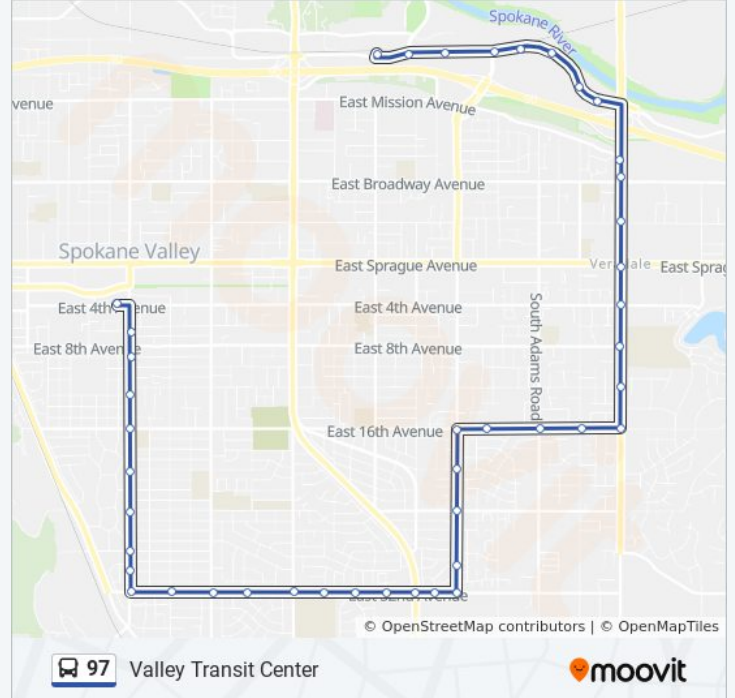 Spokane River
venue
East Mission Avenue
East Broadway Avenue
Spokane Valley
East Sprague Avenue
East Sprag
East 4th
enue
East 4th Avenue
East 8th Aven
e
East 8th Avenue
South Adams Road
East 16th Avenue
© OpenStreetMap contributors | © OpenMapTiles
97 Valley Transit Center
moovit